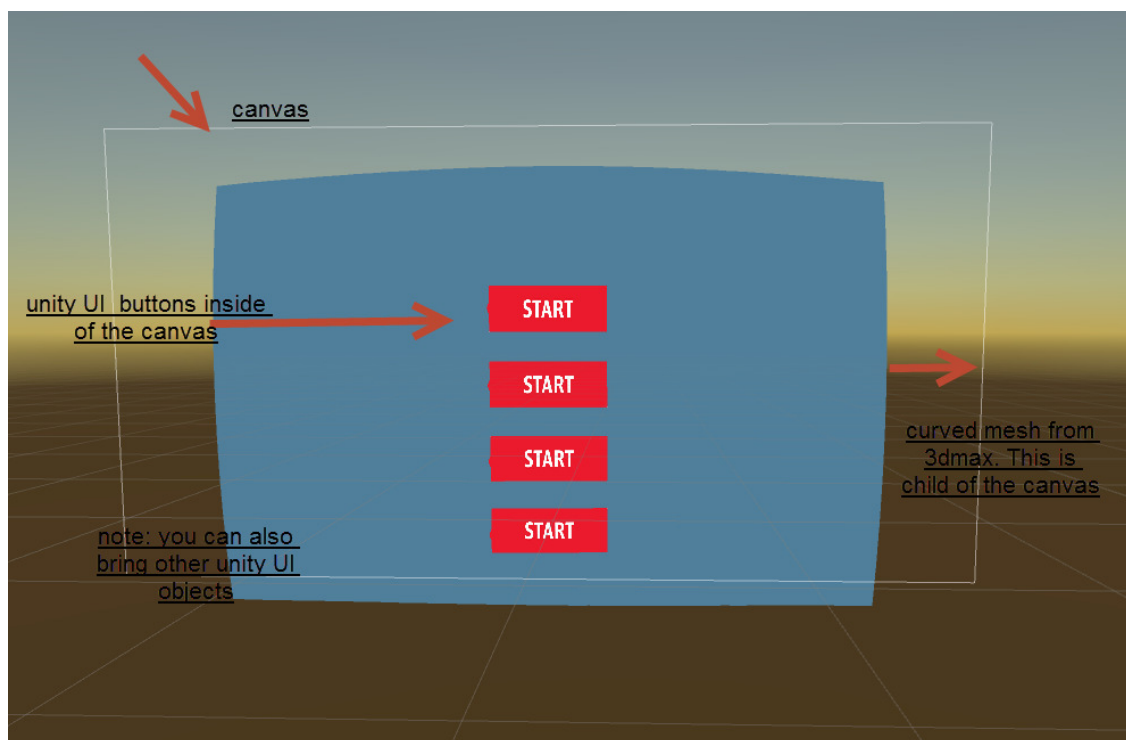 canvas
unity UI  buttons inside
of the canvas
START
START
START
START
curved mesh from
3dmax. This is
child of the canvas
note: you can also
bring other unity UI
objects